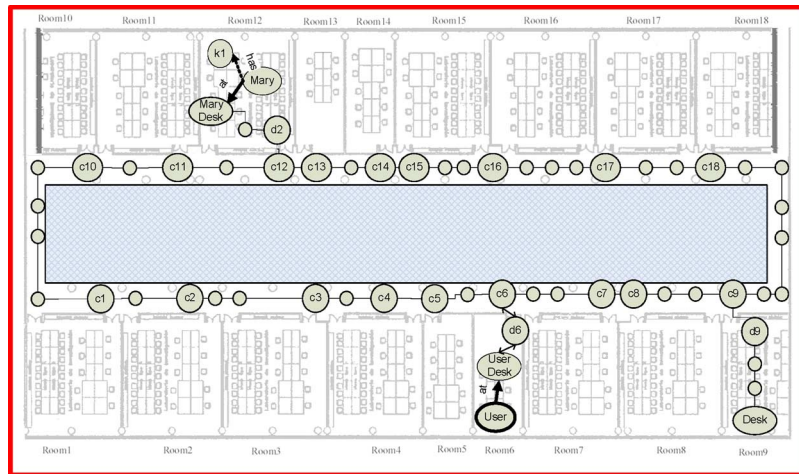 Room10 Room11 Room12 Room13 Room14 Room15 Room16 Room17 Room18
k1
has
Mary
at
Mary
Desk
d2
c10 c11 c12 c13 c14 c15 c16 c17 c18
c1 c2 c3 c4 c5 c6 c7 c8 c9
d6
d9
User
Desk
at
User
Desk
Room1 Room2 Room3 Room4 Room5 Room6 Room7 Room8 Room9